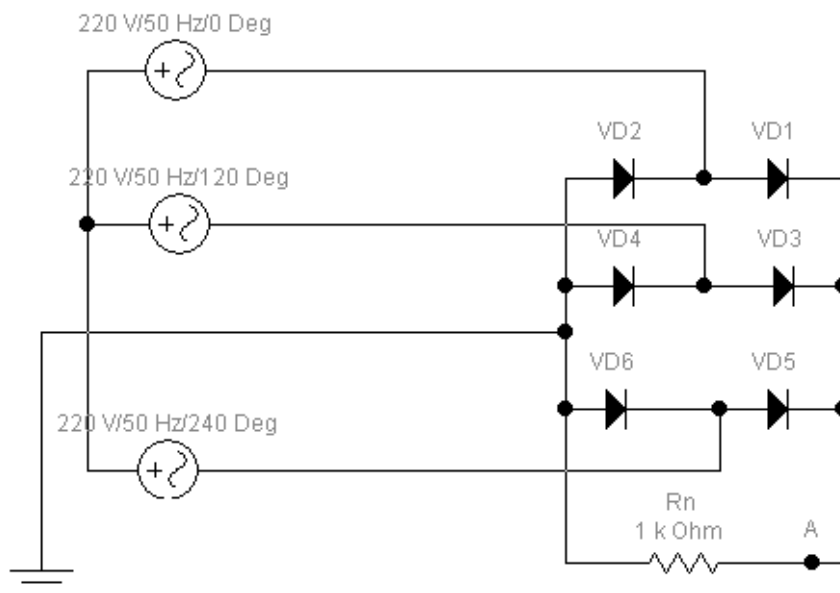 220 V/50 Hz/0 Deg
VD2
VD1
220 V/50 Hz/120 Deg
VD4
VD3
VD6
VD5
220 V/50 Hz/240 Deg
Rn
1 k Ohm
A